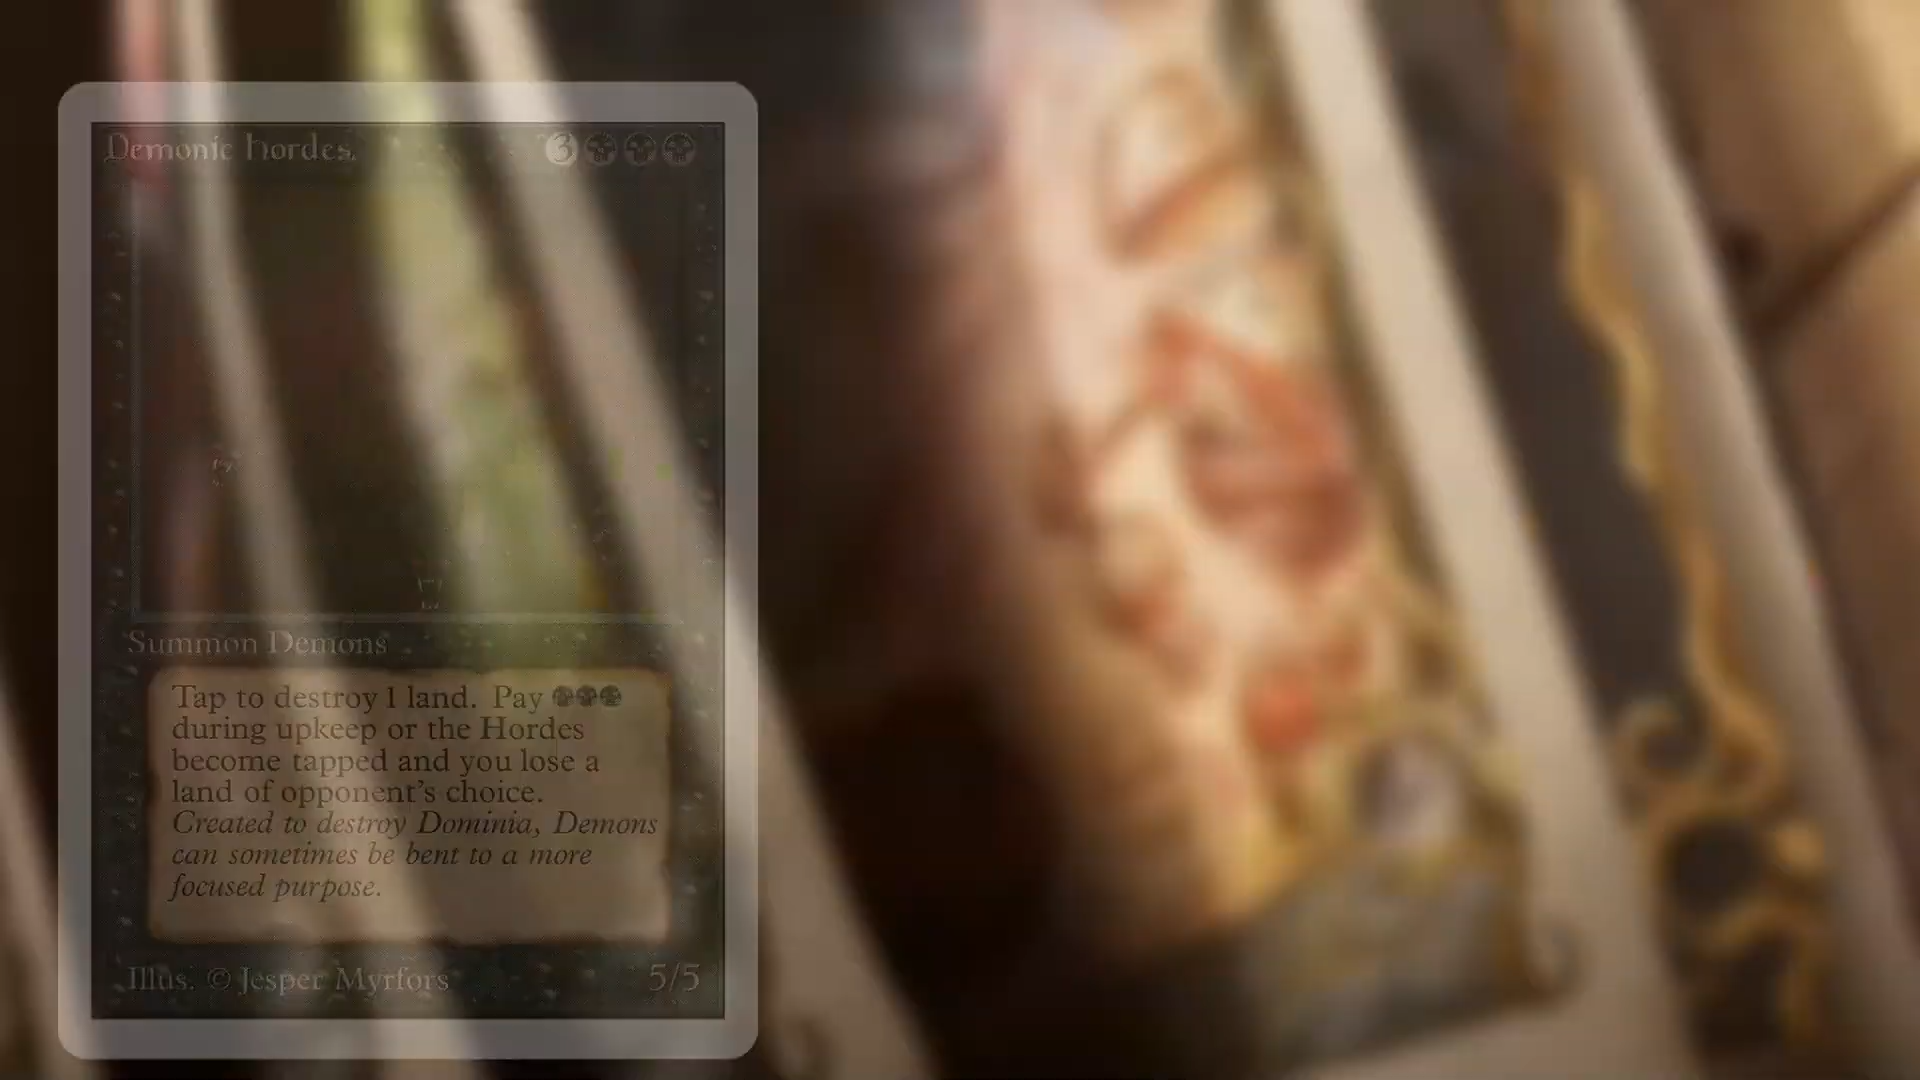 Demonic Hordes
3
Summon Demons
Tap to destroy 1 land. Pay
during upkeep or the Hordes
become tapped and you lose a
land of opponent's choice.
Created to destroy Dominia, Demons
can sometimes be bent to a more
focused purpose.
Illus. © Jesper Myrfors
5/5